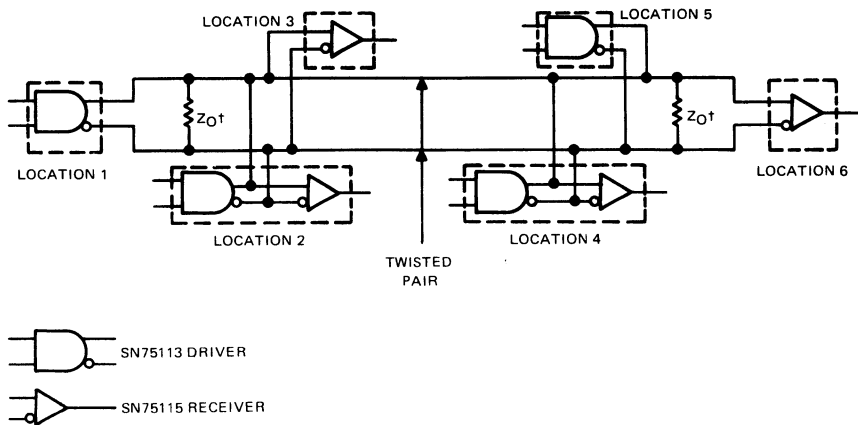 LOCATION 3
LOCATION 5
Z₀†
Z₀†
LOCATION 1
LOCATION 6
LOCATION 2
LOCATION 4
TWISTED
PAIR
SN75113 DRIVER
SN75115 RECEIVER